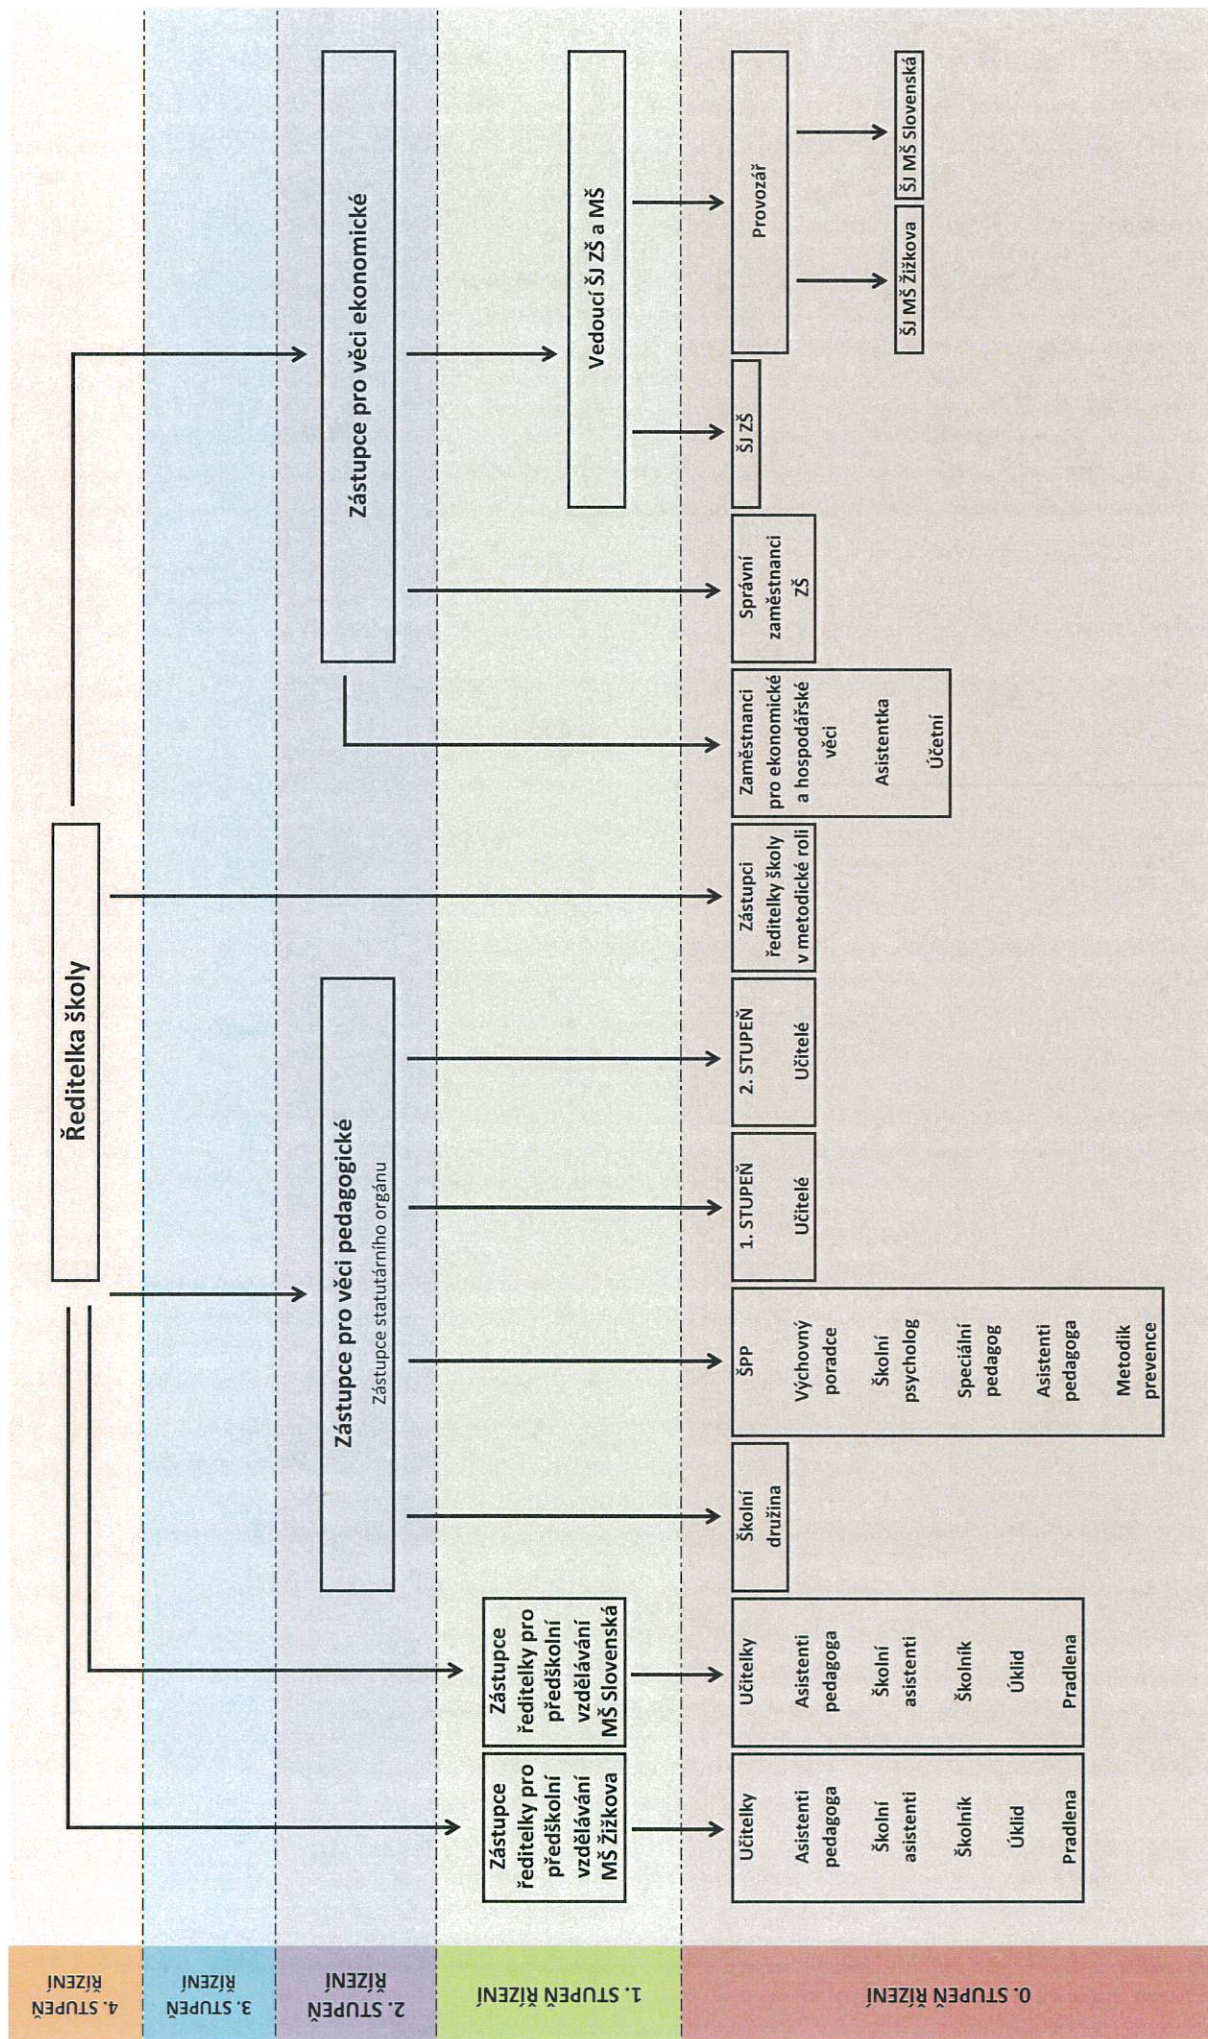 4. STUPEŇ
ŘÍZENÍ
Ředitelka školy
3. STUPEŇ
ŘÍZENÍ
2. STUPEŇ
ŘÍZENÍ
Zástupce pro věci pedagogické
Zástupce statutárního orgánu
Zástupce pro věci ekonomické
1. STUPEŇ ŘÍZENÍ
Zástupce
ředitelky pro
předškolní
vzdělávání
MŠ Žižkova
Zástupce
ředitelky pro
předškolní
vzdělávání
MŠ Slovenská
Vedoucí ŠJ ZŠ a MŠ
0. STUPEŇ ŘÍZENÍ
Učitelky
Asistenti
pedagoga
Školní
asistenti
Školník
Úklid
Pradlena
Učitelky
Asistenti
pedagoga
Školní
asistenti
Školník
Úklid
Pradlena
Školní
družina
ŠPP
Výchovný
poradce
Školní
psycholog
Speciální
pedagog
Asistenti
pedagoga
Metodik
prevence
1. STUPEŇ
Učitelé
2. STUPEŇ
Učitelé
Zástupci
ředitelky školy
v metodické roli
Zaměstnanci
pro ekonomické
a hospodářské
věci
Asistentka
Účetní
Správní
zaměstnanci
ZŠ
ŠJ ZŠ
Provozář
ŠJ MŠ Žižkova
ŠJ MŠ Slovenská